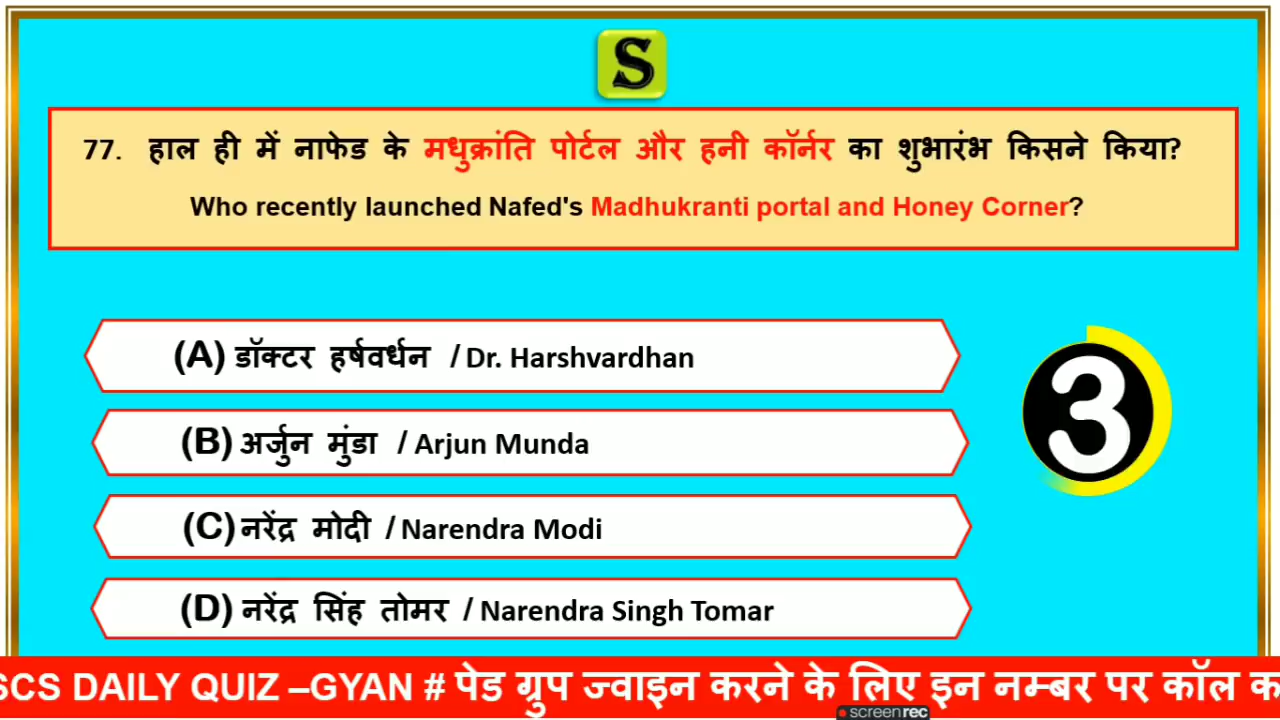 S
77. हाल ही में नाफेड के मधुक्रांति पोर्टल और हनी कॉर्नर का शुभारंभ किसने किया?
Who recently launched Nafed's Madhukranti portal and Honey Corner?
(A) डॉक्टर हर्षवर्धन / Dr. Harshvardhan
3
(B) अर्जुन मुंडा / Arjun Munda
(C) नरेंद्र मोदी / Narendra Modi
(D) नरेंद्र सिंह तोमर / Narendra Singh Tomar
SCS DAILY QUIZ –GYAN # पेड ग्रुप ज्वाइन करने के लिए इन नम्बर पर कॉल क
screenrec